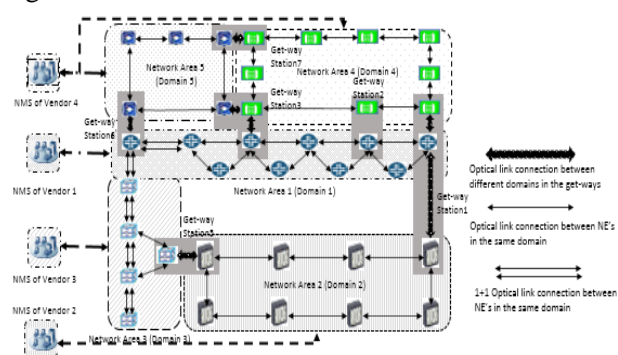 Get-way
Station7
Network Area 5
(Domain 5)
Network Area 4 (Domain 4)
NMS of Vendor 4
Get-way
Station3
Get-way
Station2
Get-way
Station6
Network Area 1 (Domain 1)
NMS of Vendor 1
Get-way
Station1
Get-way
Station5
NMS of Vendor 3
Network Area 2 (Domain 2)
NMS of Vendor 2
Network Area 3 (Domain 3)
Optical link connection between
different domains in the get-ways
Optical link connection between NE's
in the same domain
1+1 Optical link connection between
NE's in the same domain